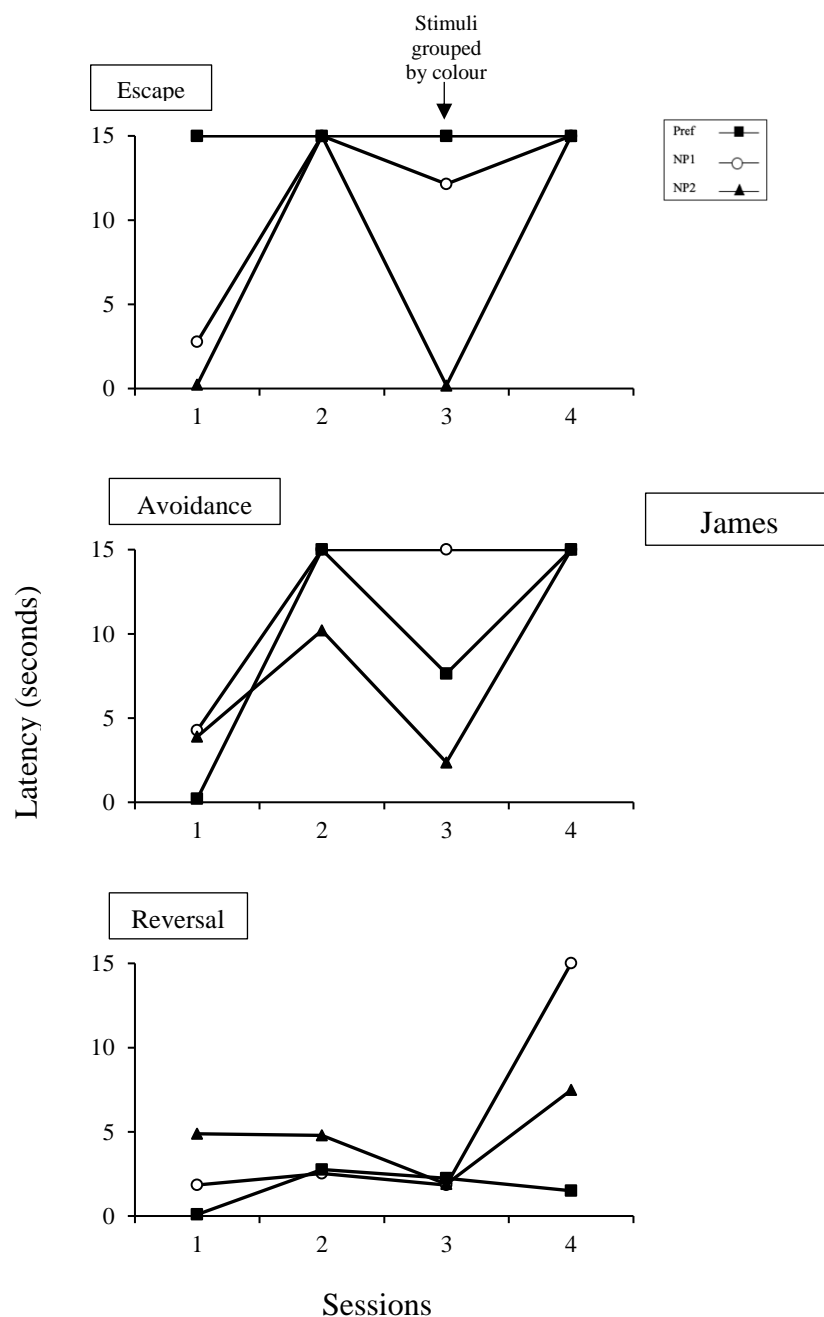 Stimuli
grouped
by colour
Escape
15
10
5
0
1 2 3 4
Pref
NP1
NP2
Avoidance
James
15
10
5
0
1 2 3 4
Latency (seconds)
Reversal
15
10
5
0
1 2 3 4
Sessions